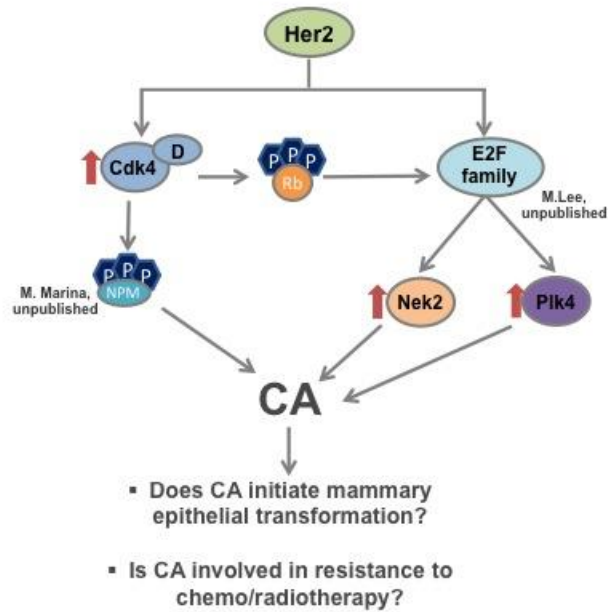 Her2
D
Cdk4
P P P
Rb
E2F
family
M.Lee,
unpublished
P P P
NPM
M. Marina,
unpublished
Nek2
Plk4
CA
▪ Does CA initiate mammary
epithelial transformation?
▪ Is CA involved in resistance to
chemo/radiotherapy?